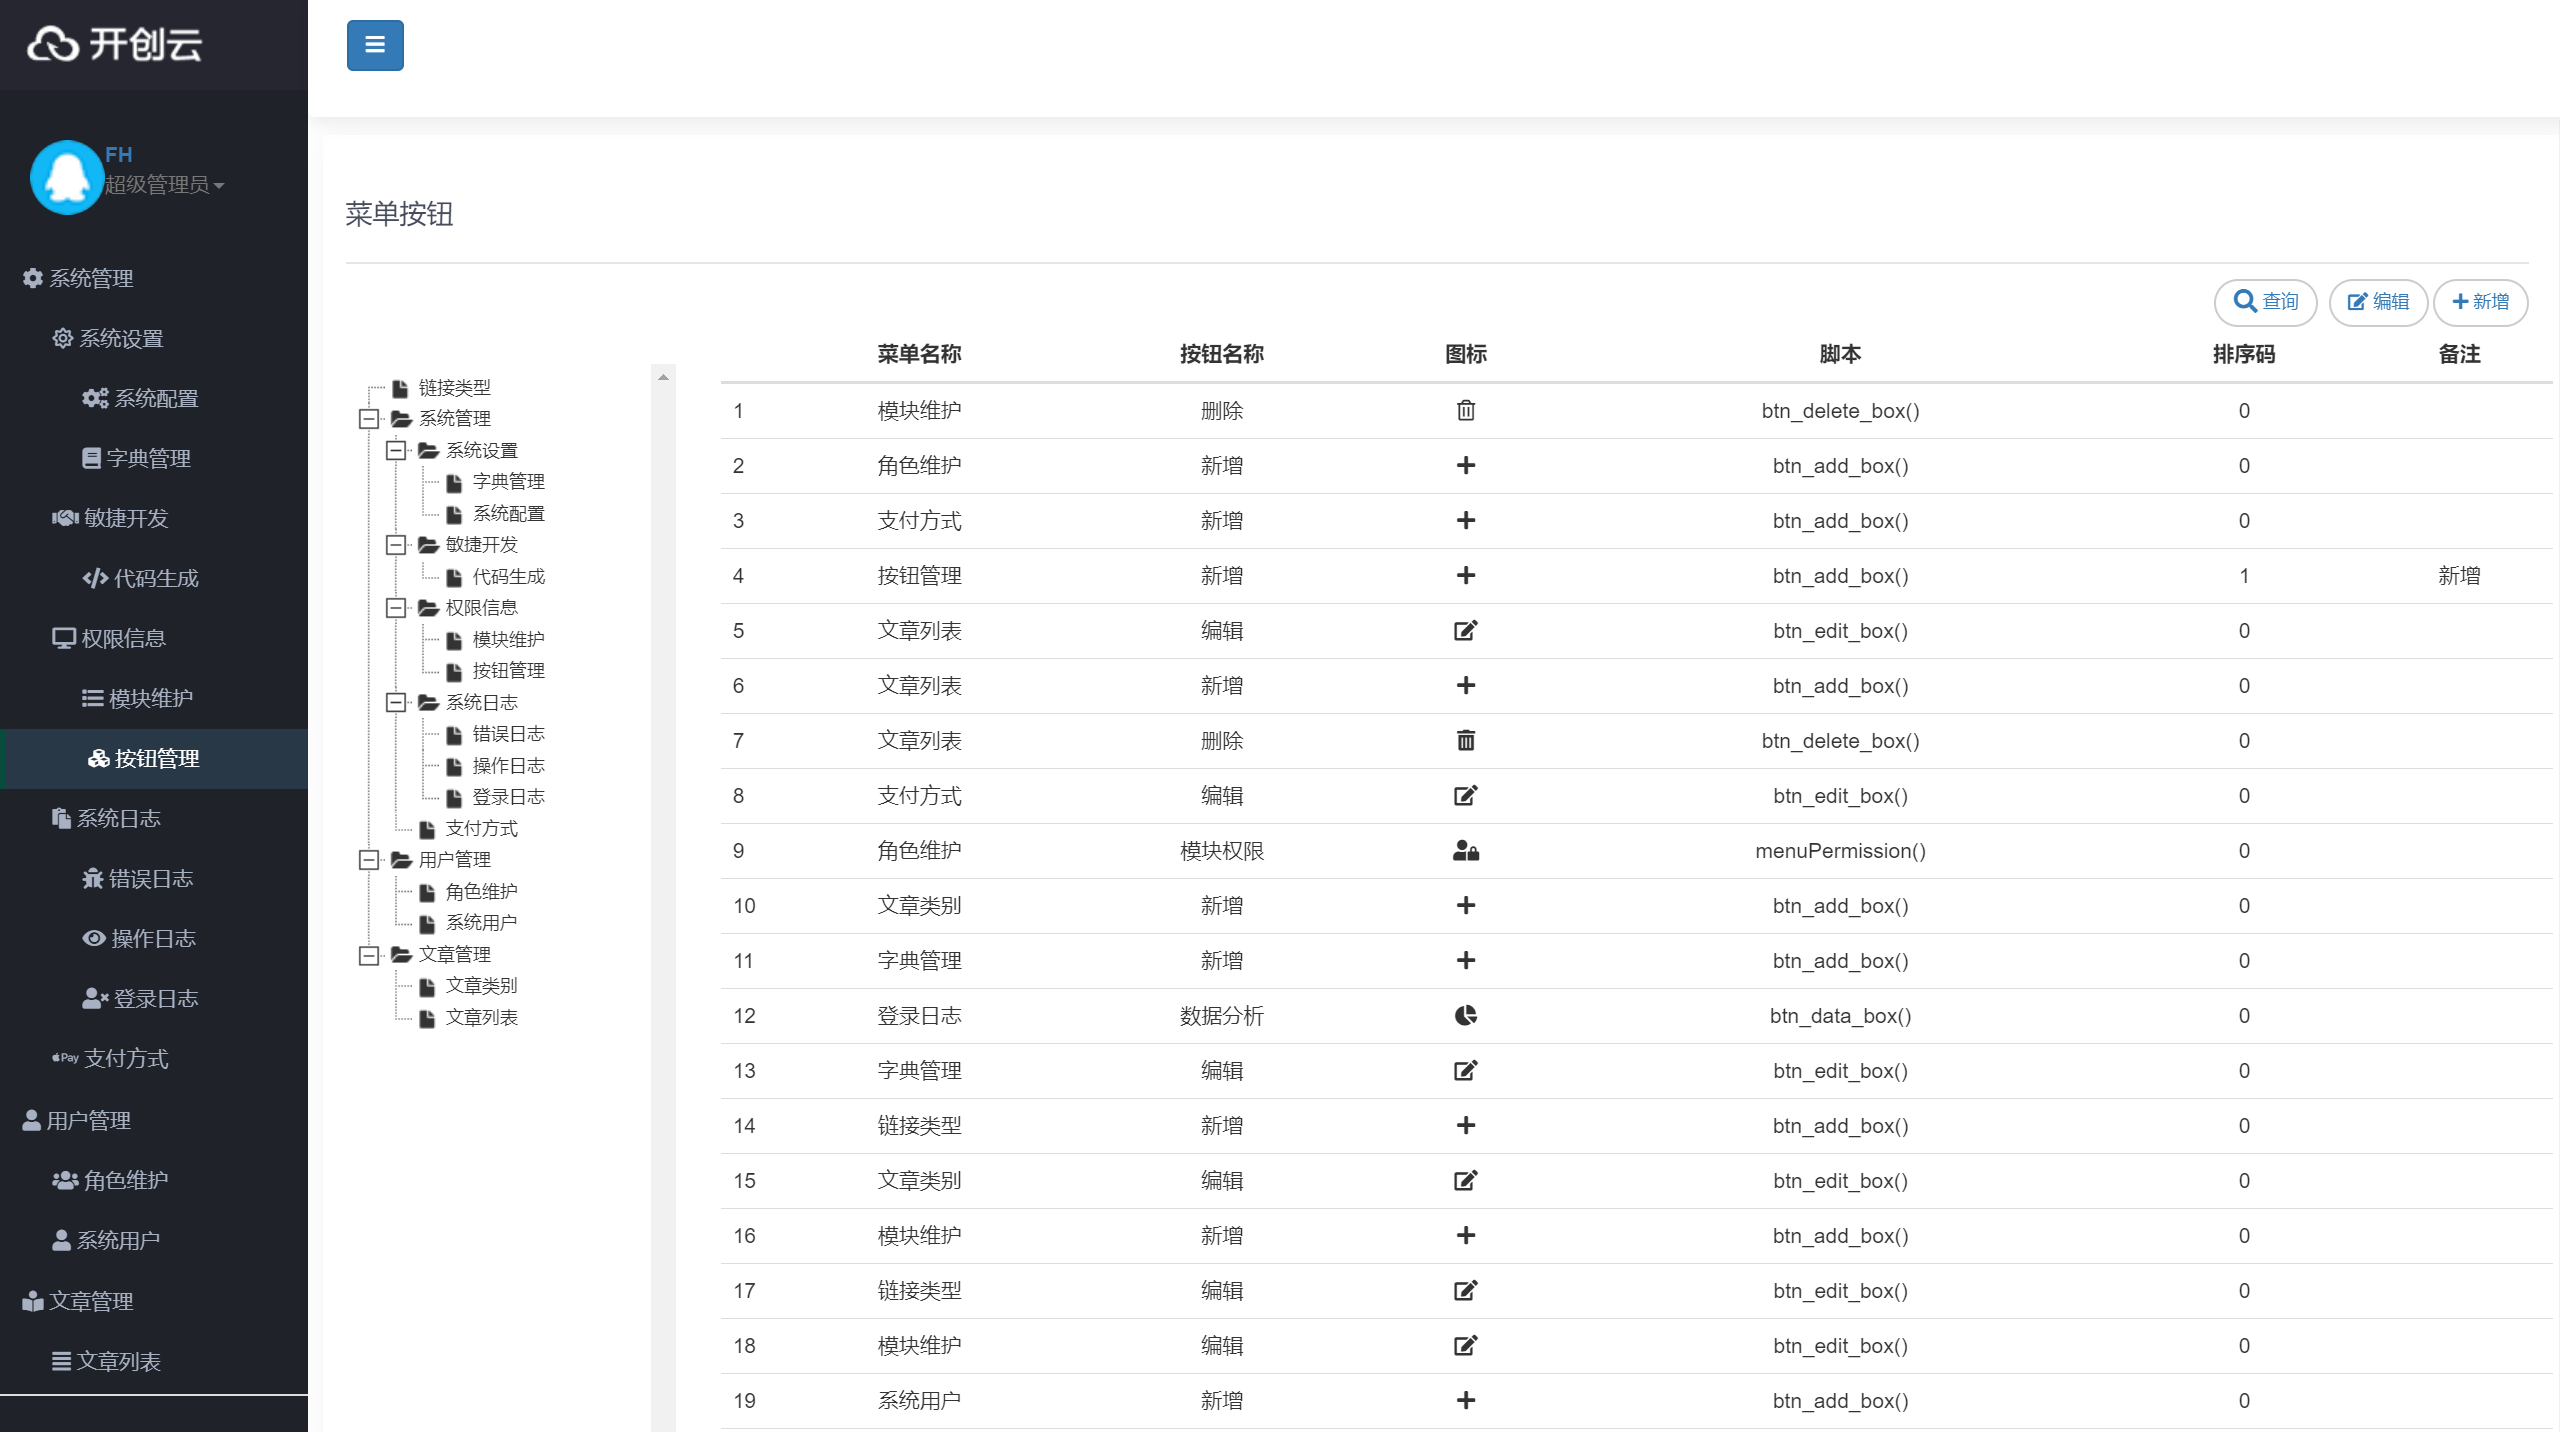 开创云
FH
超级管理员
系统管理
系统设置
系统配置
字典管理
敏捷开发
代码生成
权限信息
模块维护
按钮管理
系统日志
错误日志
操作日志
登录日志
Pay 支付方式
用户管理
角色维护
系统用户
文章管理
文章列表
菜单按钮
查询 编辑 新增
链接类型
系统管理
系统设置
字典管理
系统配置
敏捷开发
代码生成
权限信息
模块维护
按钮管理
系统日志
错误日志
操作日志
登录日志
支付方式
用户管理
角色维护
系统用户
文章管理
文章类别
文章列表
菜单名称 按钮名称 图标 脚本 排序码 备注
1 模块维护 删除 btn_delete_box() 0
2 角色维护 新增 btn_add_box() 0
3 支付方式 新增 btn_add_box() 0
4 按钮管理 新增 btn_add_box() 1 新增
5 文章列表 编辑 btn_edit_box() 0
6 文章列表 新增 btn_add_box() 0
7 文章列表 删除 btn_delete_box() 0
8 支付方式 编辑 btn_edit_box() 0
9 角色维护 模块权限 menuPermission() 0
10 文章类别 新增 btn_add_box() 0
11 字典管理 新增 btn_add_box() 0
12 登录日志 数据分析 btn_data_box() 0
13 字典管理 编辑 btn_edit_box() 0
14 链接类型 新增 btn_add_box() 0
15 文章类别 编辑 btn_edit_box() 0
16 模块维护 新增 btn_add_box() 0
17 链接类型 编辑 btn_edit_box() 0
18 模块维护 编辑 btn_edit_box() 0
19 系统用户 新增 btn_add_box() 0